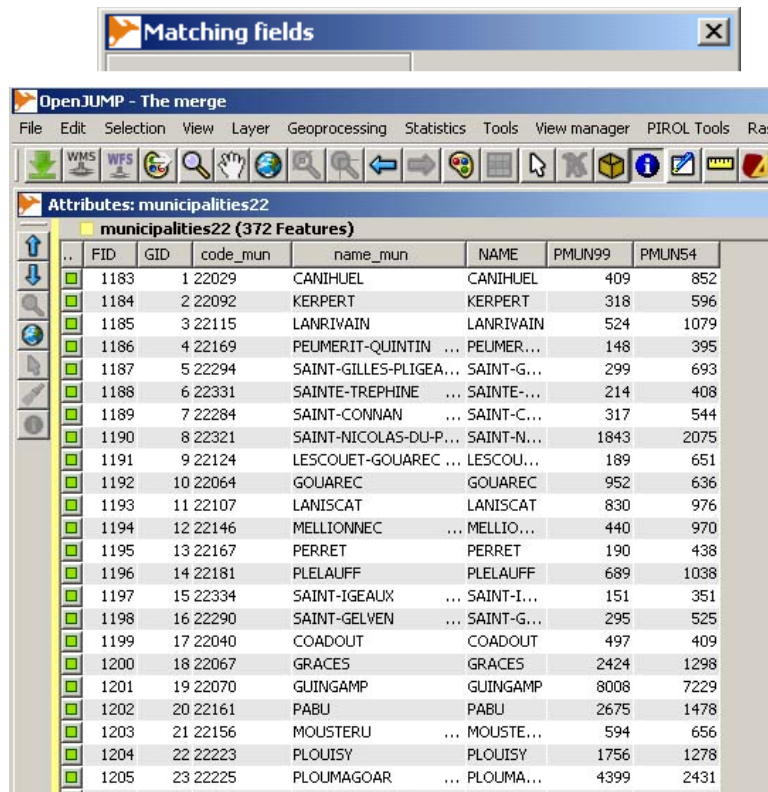 Matching fields
OpenJUMP - The merge
File Edit Selection View Layer Geoprocessing Statistics Tools View manager PIROL Tools Ras
WMS WFS
Attributes: municipalities22
municipalities22 (372 Features)
.. FID GID code_mun name_mun NAME PMUN99 PMUN54
1183 1 22029 CANIHUEL CANIHUEL 409 852
1184 2 22092 KERPERT KERPERT 318 596
1185 3 22115 LANRIVAIN LANRIVAIN 524 1079
1186 4 22169 PEUMERIT-QUINTIN ... PEUMER... 148 395
1187 5 22294 SAINT-GILLES-PLIGEA... SAINT-G... 299 693
1188 6 22331 SAINTE-TREPHINE ... SAINTE-... 214 408
1189 7 22284 SAINT-CONNAN ... SAINT-C... 317 544
1190 8 22321 SAINT-NICOLAS-DU-P... SAINT-N... 1843 2075
1191 9 22124 LESCOUET-GOUAREC ... LESCOU... 189 651
1192 10 22064 GOUAREC GOUAREC 952 636
1193 11 22107 LANISCAT LANISCAT 830 976
1194 12 22146 MELLIONNEC ... MELLIO... 440 970
1195 13 22167 PERRET PERRET 190 438
1196 14 22181 PLELAUFF PLELAUFF 689 1038
1197 15 22334 SAINT-IGEAUX ... SAINT-I... 151 351
1198 16 22290 SAINT-GELVEN ... SAINT-G... 295 525
1199 17 22040 COADOUT COADOUT 497 409
1200 18 22067 GRACES GRACES 2424 1298
1201 19 22070 GUINGAMP GUINGAMP 8008 7229
1202 20 22161 PABU PABU 2675 1478
1203 21 22156 MOUSTERU ... MOUSTE... 594 656
1204 22 22223 PLOUISY PLOUISY 1756 1278
1205 23 22225 PLOUMAGOAR ... PLOUMA... 4399 2431